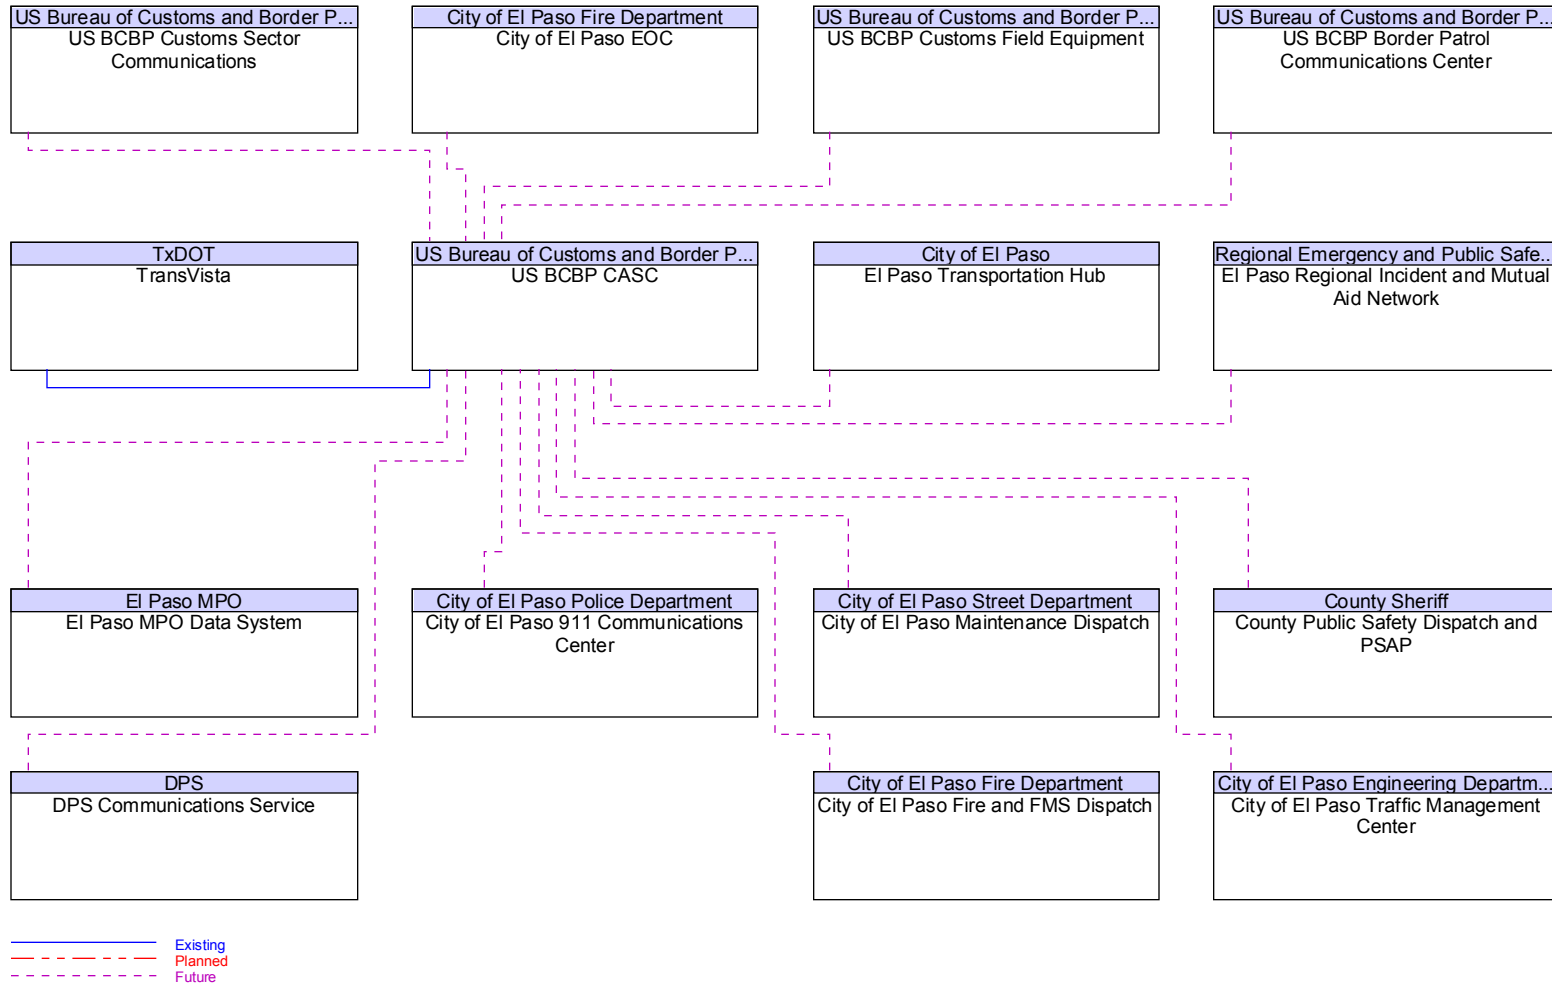 US Bureau of Customs and Border P...
US BCBP Customs Sector
Communications
City of El Paso Fire Department
City of El Paso EOC
US Bureau of Customs and Border P...
US BCBP Customs Field Equipment
US Bureau of Customs and Border P...
US BCBP Border Patrol
Communications Center
TxDOT
TransVista
US Bureau of Customs and Border P...
US BCBP CASC
City of El Paso
El Paso Transportation Hub
Regional Emergency and Public Safe...
El Paso Regional Incident and Mutual
Aid Network
El Paso MPO
El Paso MPO Data System
City of El Paso Police Department
City of El Paso 911 Communications
Center
City of El Paso Street Department
City of El Paso Maintenance Dispatch
County Sheriff
County Public Safety Dispatch and
PSAP
DPS
DPS Communications Service
City of El Paso Fire Department
City of El Paso Fire and FMS Dispatch
City of El Paso Engineering Departm...
City of El Paso Traffic Management
Center
Existing
Planned
Future